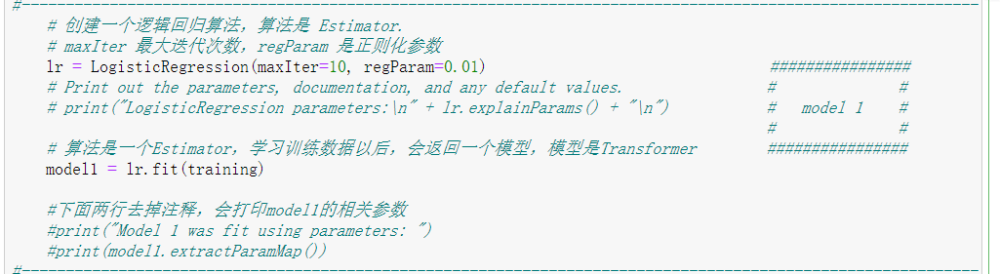 #--------------------------------------------------------------------------------------------------------------
# 创建一个逻辑回归算法，算法是 Estimator.
# maxIter 最大迭代次数，regParam 是正则化参数
lr = LogisticRegression(maxIter=10, regParam=0.01) ################
# Print out the parameters, documentation, and any default values. # #
# print("LogisticRegression parameters:\n" + lr.explainParams() + "\n") # model 1 #
# #
# 算法是一个Estimator，学习训练数据以后，会返回一个模型，模型是Transformer ################
model1 = lr.fit(training)
#下面两行去掉注释，会打印model1的相关参数
#print("Model 1 was fit using parameters: ")
#print(model1.extractParamMap())
#--------------------------------------------------------------------------------------------------------------